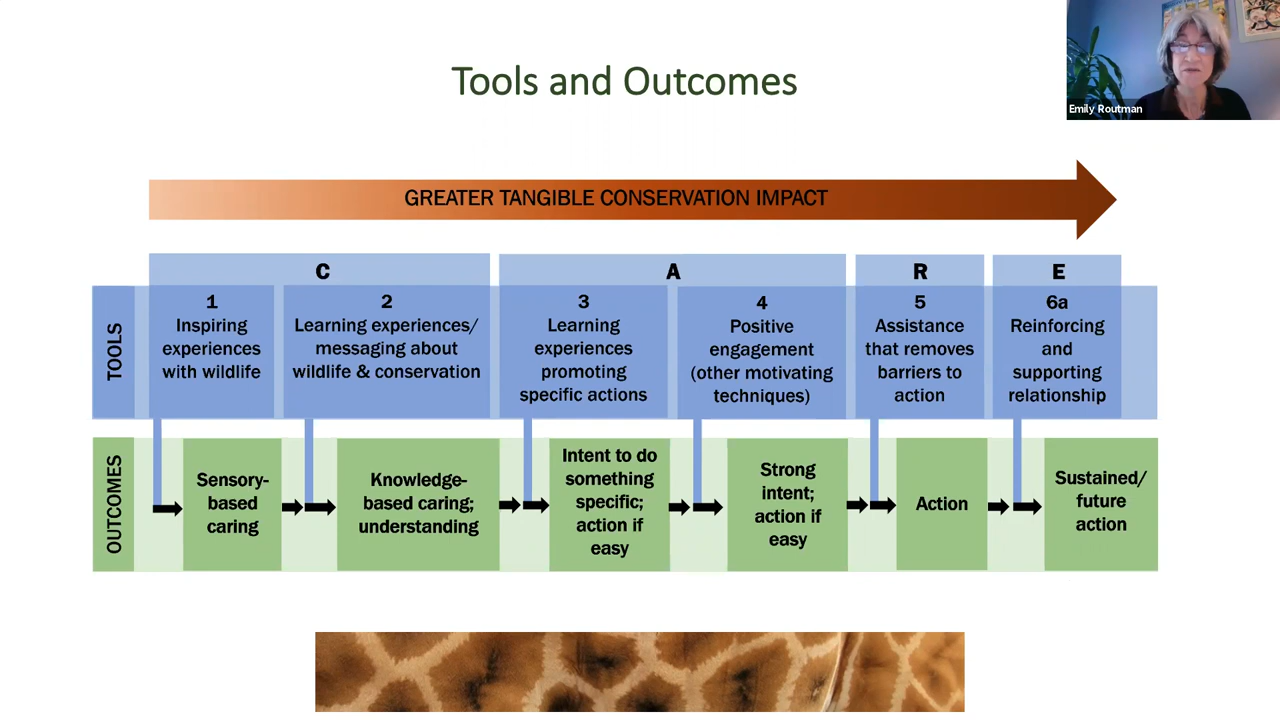 Tools and Outcomes
Emily Routman
GREATER TANGIBLE CONSERVATION IMPACT
C
A
R
E
TOOLS
1
Inspiring
experiences
with wildlife
2
Learning experiences/
messaging about
wildlife & conservation
3
Learning
experiences
promoting
specific actions
4
Positive
engagement
(other motivating
techniques)
5
Assistance
that removes
barriers to
action
6a
Reinforcing
and
supporting
relationship
OUTCOMES
Sensory-
based
caring
Knowledge-
based caring;
understanding
Intent to do
something
specific;
action if
easy
Strong
intent;
action if
easy
Action
Sustained/
future
action